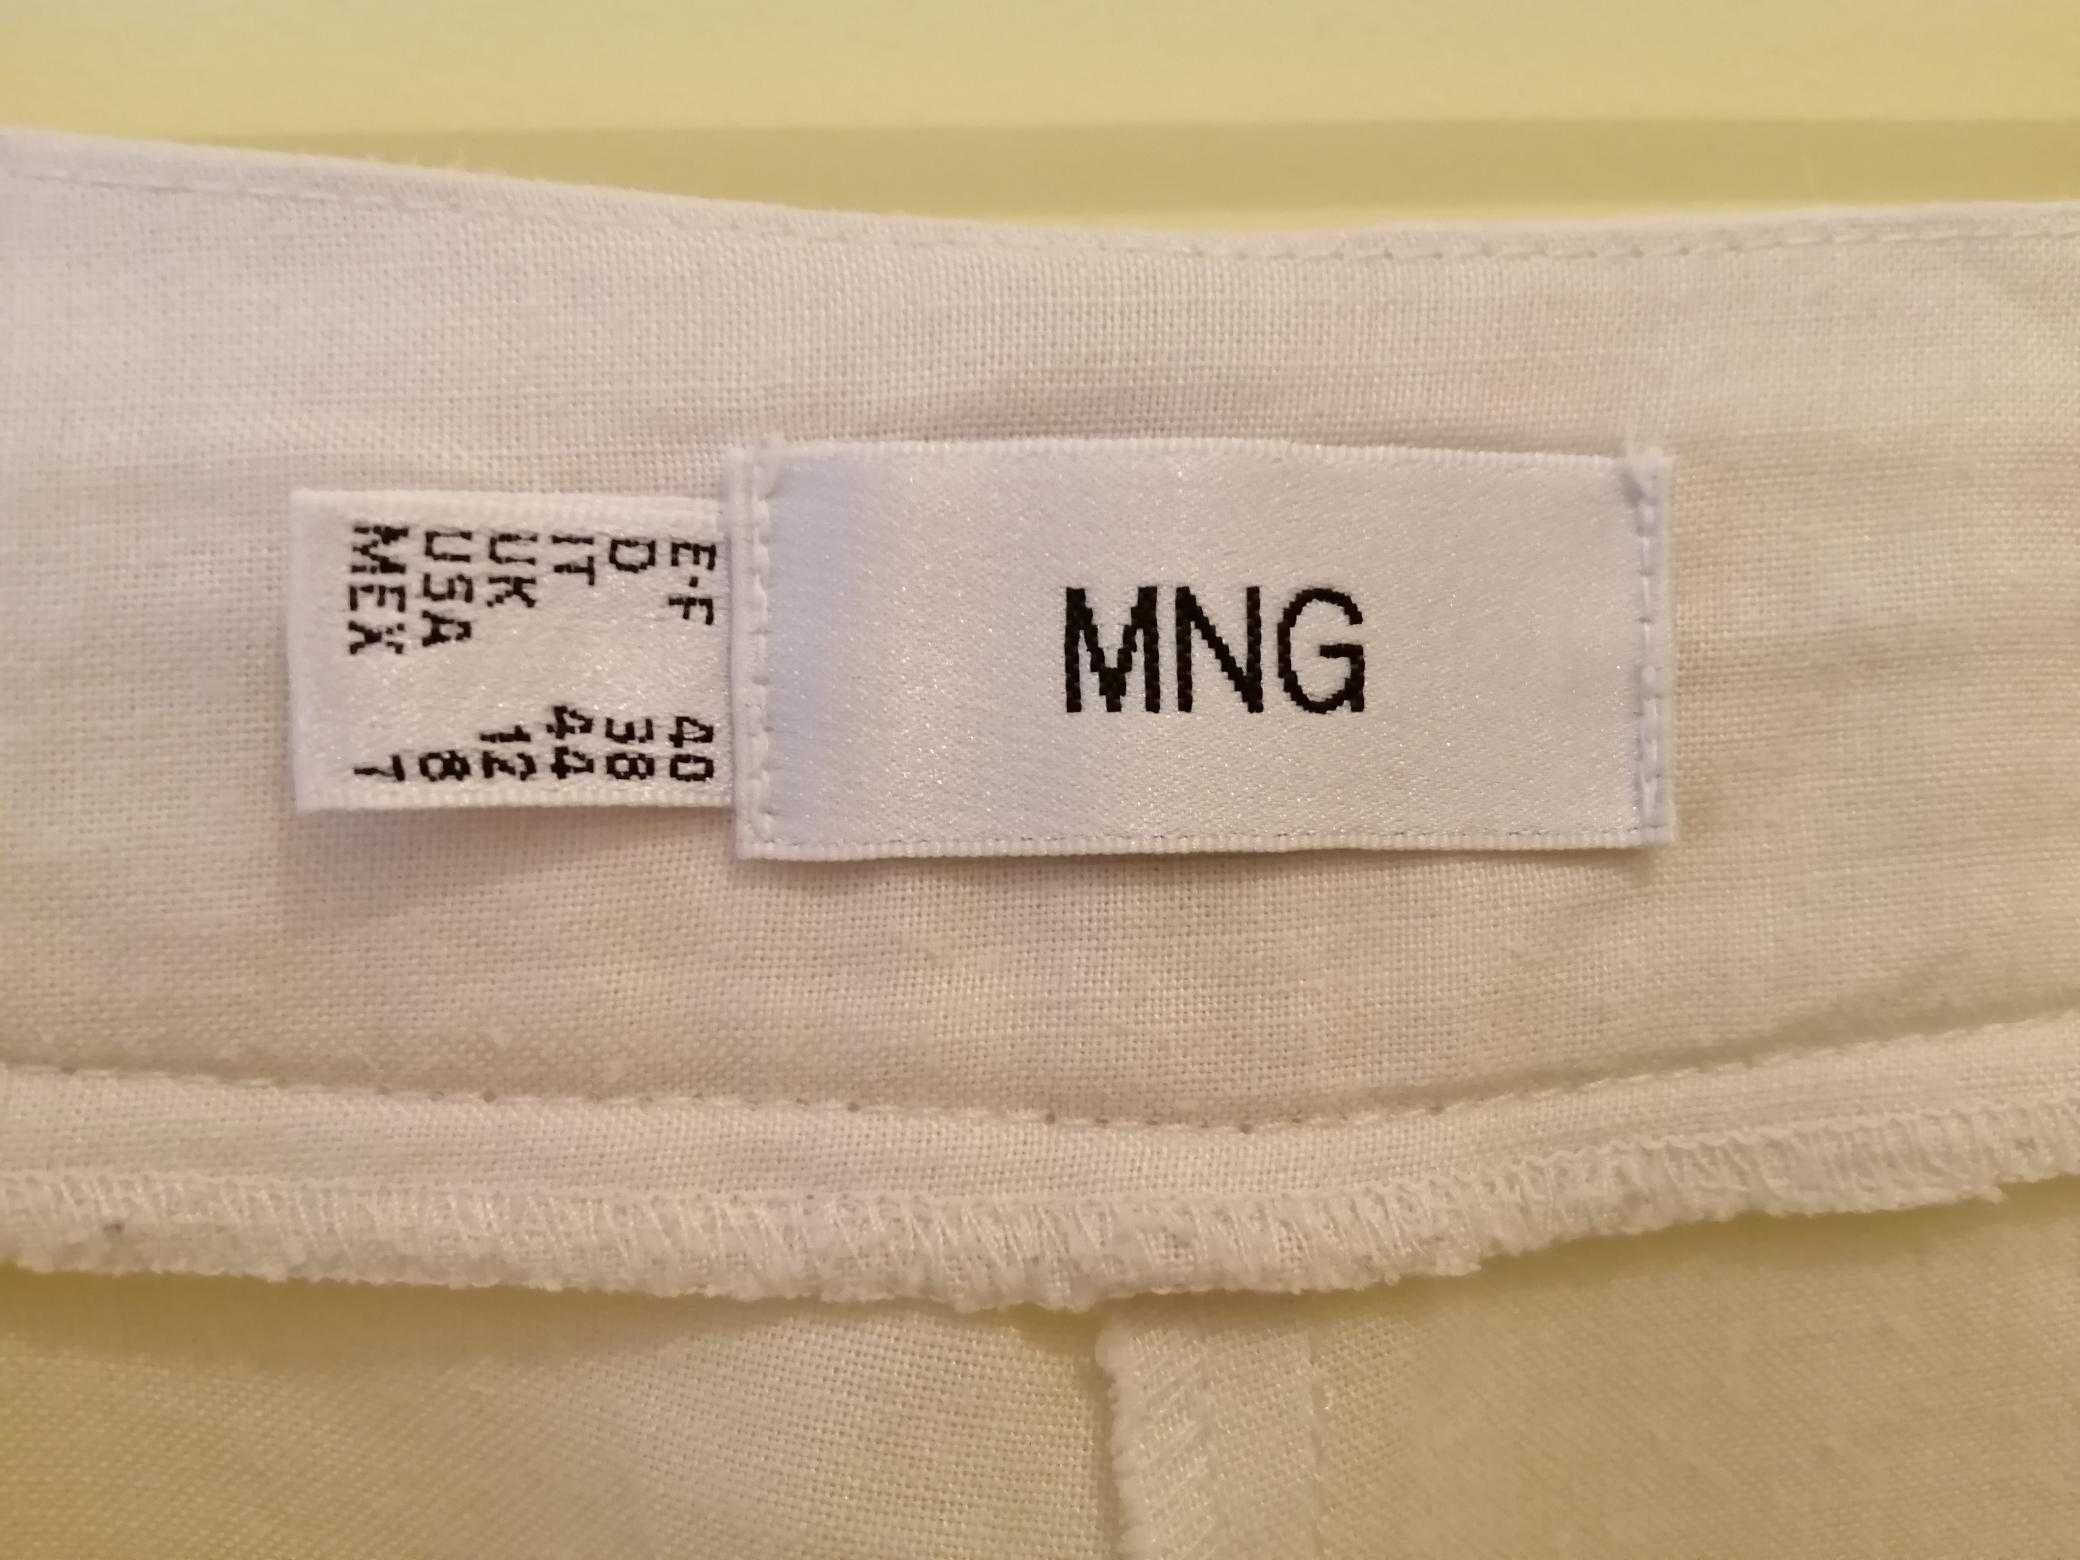 MNG
E-F 40
D 38
IT 44
UK 12
USA 8
MEX 7